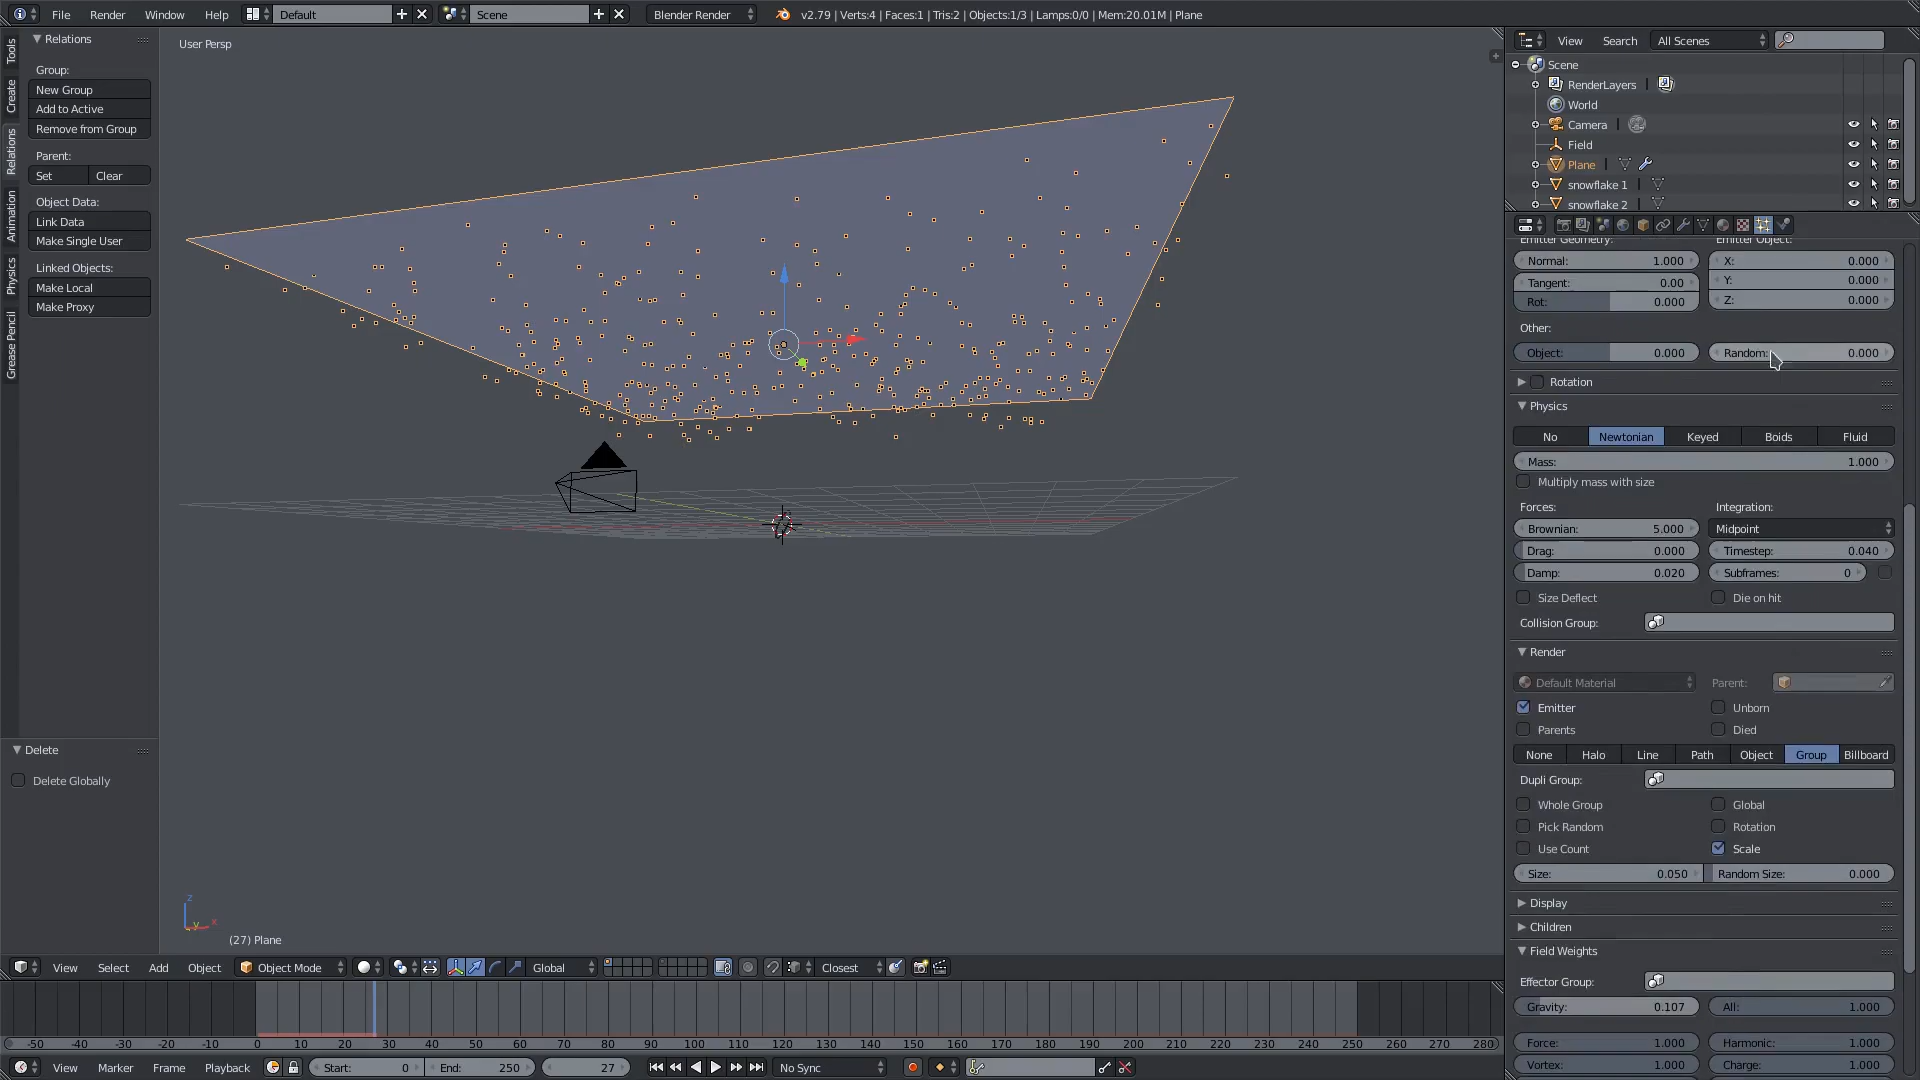 File Render Window Help Default Scene Blender Render v2.79 | Verts:4 | Faces:1 | Tris:2 | Objects:1/3 | Lamps:0/0 | Mem:20.01M | Plane
Tools
Create
Relations
Animation
Physics
Grease Pencil
Relations
Group:
New Group
Add to Active
Remove from Group
Parent:
Set Clear
Object Data:
Link Data
Make Single User
Linked Objects:
Make Local
Make Proxy
Delete
Delete Globally
User Persp
z
y
x
(27) Plane
View Select Add Object Object Mode Global Closest
-50 -40 -30 -20 -10 0 10 20 30 40 50 60 70 80 90 100 110 120 130 140 150 160 170 180 190 200 210 220 230 240 250 260 270 280
View Marker Frame Playback Start: 0 End: 250 27 No Sync
View Search All Scenes
Scene
RenderLayers
World
Camera
Field
Plane
snowflake 1
snowflake 2
Emitter Geometry: Emitter Object:
Normal: 1.000 X: 0.000
Tangent: 0.00 Y: 0.000
Rot: 0.000 Z: 0.000
Other:
Object: 0.000 Random: 0.000
Rotation
Physics
No Newtonian Keyed Boids Fluid
Mass: 1.000
Multiply mass with size
Forces: Integration:
Brownian: 5.000 Midpoint
Drag: 0.000 Timestep: 0.040
Damp: 0.020 Subframes: 0
Size Deflect Die on hit
Collision Group:
Render
Default Material Parent:
Emitter Unborn
Parents Died
None Halo Line Path Object Group Billboard
Dupli Group:
Whole Group Global
Pick Random Rotation
Use Count Scale
Size: 0.050 Random Size: 0.000
Display
Children
Field Weights
Effector Group:
Gravity: 0.107 All: 1.000
Force: 1.000 Harmonic: 1.000
Vortex: 1.000 Charge: 1.000